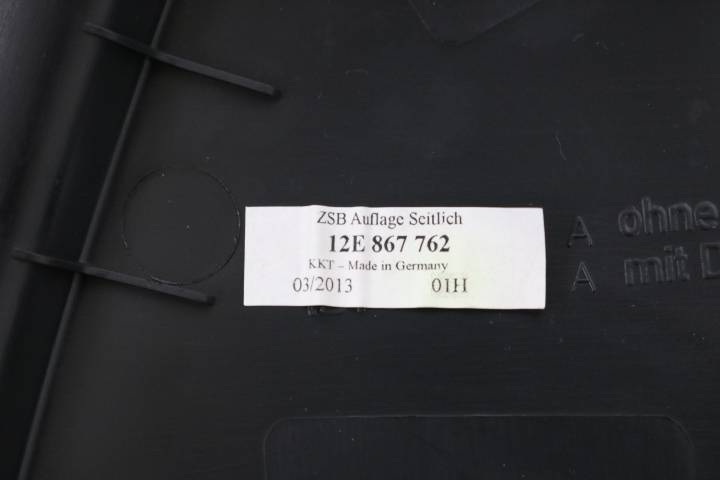 ZSB Auflage Seitlich
12E 867 762
KKT – Made in Germany
03/2013 01H
A ohne
A mit D